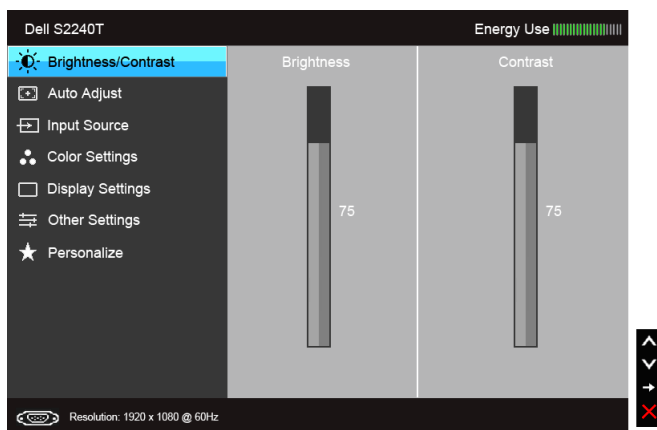 Dell S2240T
Energy Use
Brightness/Contrast
Auto Adjust
Input Source
Color Settings
Display Settings
Other Settings
Personalize
Brightness
Contrast
75
75
Resolution: 1920 x 1080 @ 60Hz